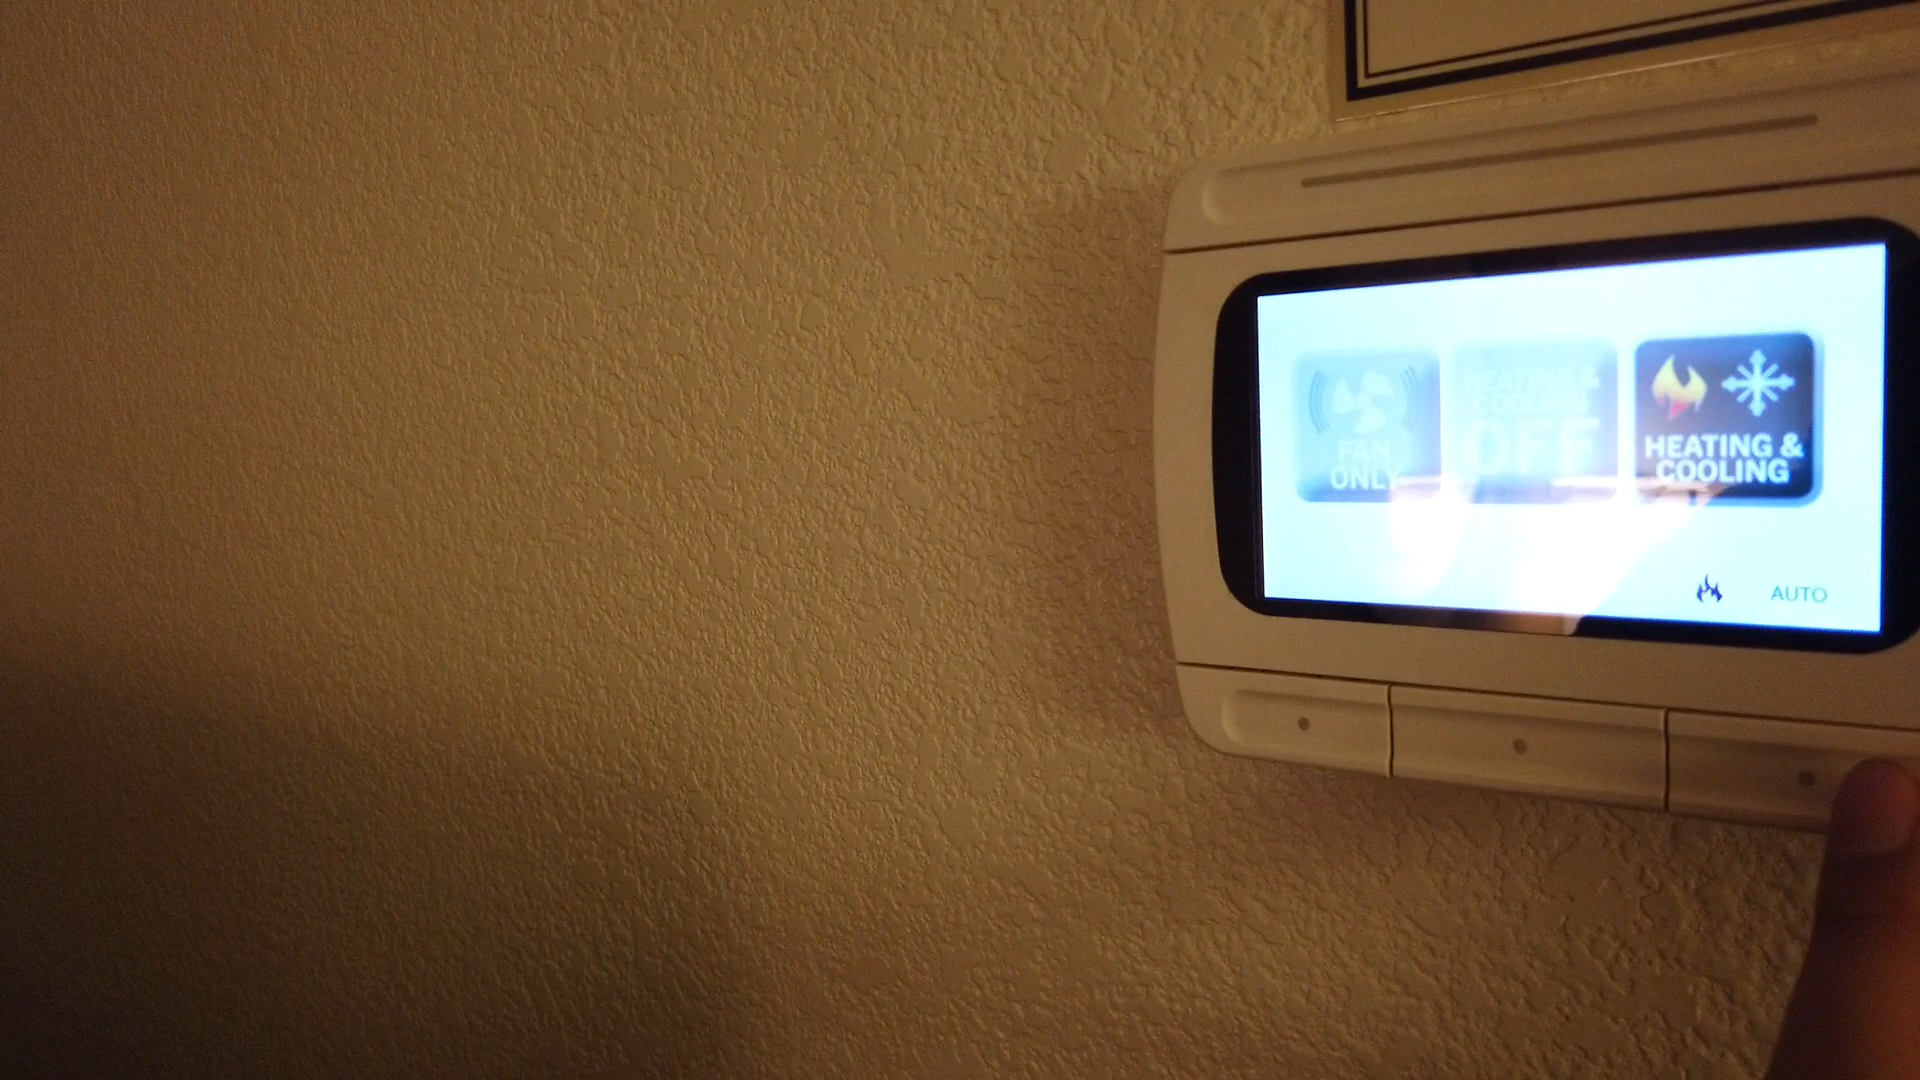 FAN
ONLY
HEATING &
COOLING
OFF
HEATING &
COOLING
AUTO